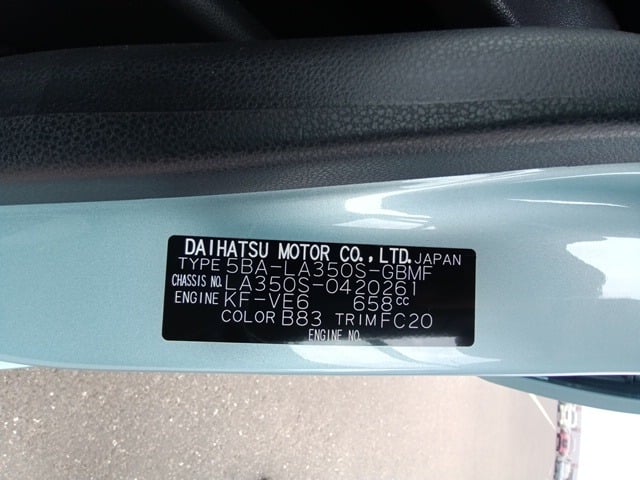 DAIHATSU MOTOR CO.,LTD. JAPAN
TYPE 5BA-LA350S-GBMF
CHASSIS NO. LA350S-0420261
ENGINE KF-VE6 658cc
COLOR B83 TRIM FC20
ENGINE NO.